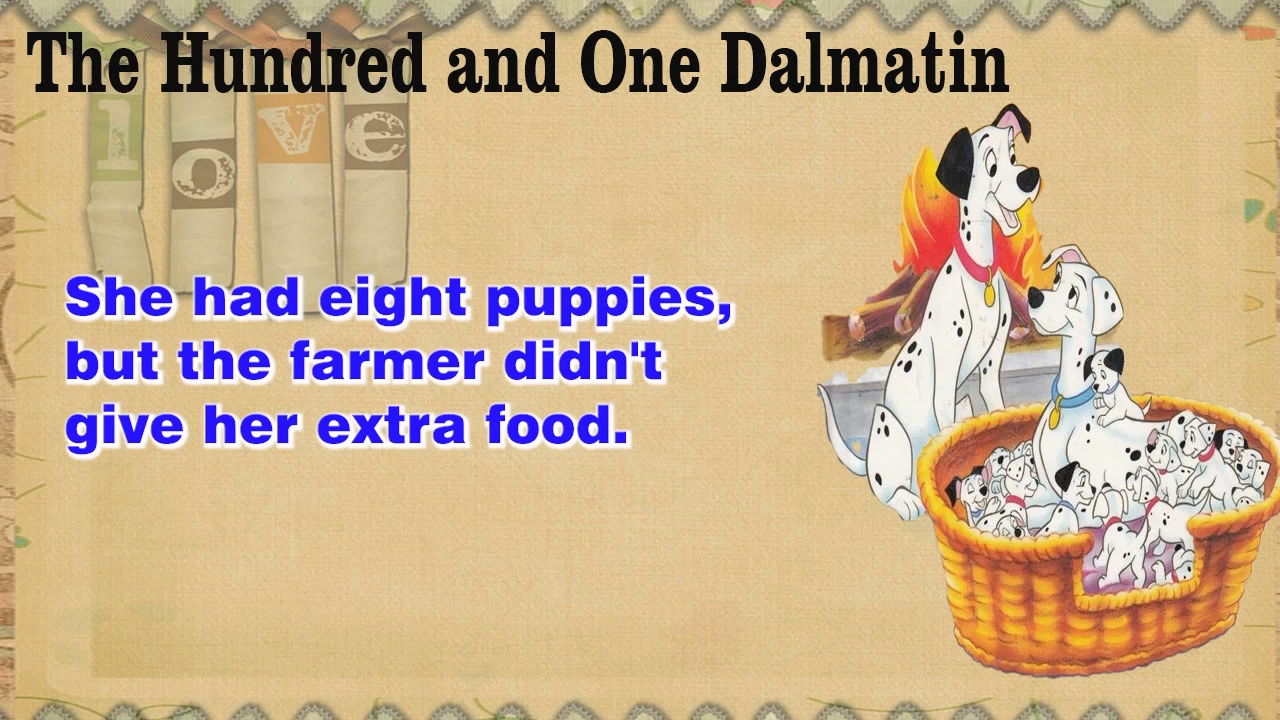 The Hundred and One Dalmatin
love
She had eight puppies,
but the farmer didn't
give her extra food.